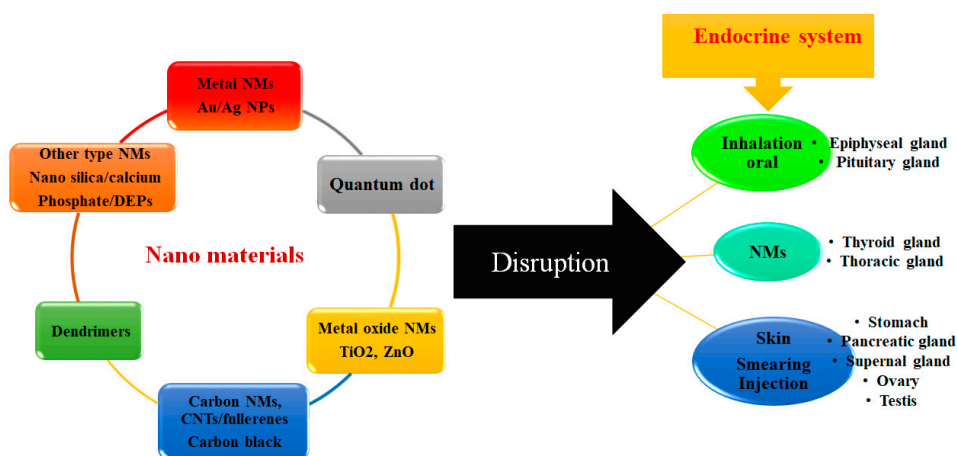 Metal NMs
Au/Ag NPs
Other type NMs
Nano silica/calcium
Phosphate/DEPs
Quantum dot
Nano materials
Dendrimers
Metal oxide NMs
TiO2, ZnO
Carbon NMs,
CNTs/fullerenes
Carbon black
Disruption
Endocrine system
Inhalation
oral
• Epiphyseal gland
• Pituitary gland
NMs
• Thyroid gland
• Thoracic gland
Skin
Smearing
Injection
• Stomach
• Pancreatic gland
• Supernal gland
• Ovary
• Testis